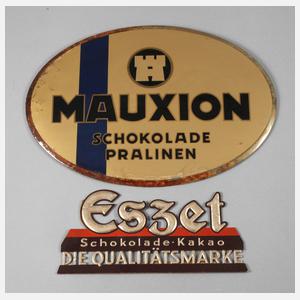 MAUXION
SCHOKOLADE
PRALINEN
Eszet
Schokolade-Kakao
DIE QUALITÄTSMARKE